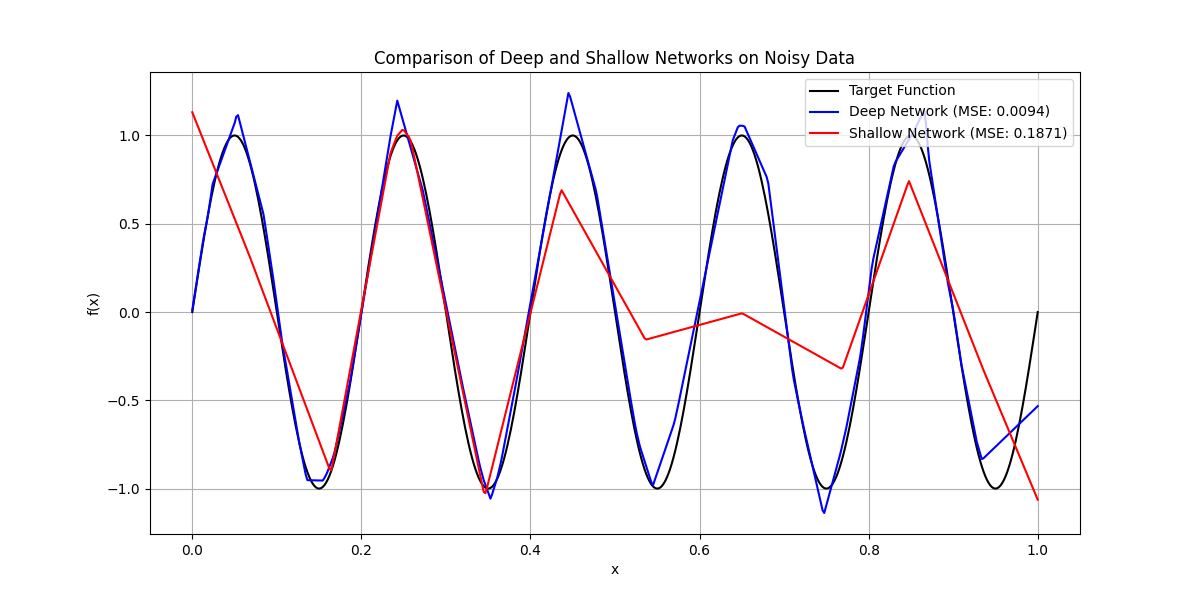 Comparison of Deep and Shallow Networks on Noisy Data
Target Function
Deep Network (MSE: 0.0094)
Shallow Network (MSE: 0.1871)
f(x)
1.0
0.5
0.0
−0.5
−1.0
0.0 0.2 0.4 0.6 0.8 1.0
x